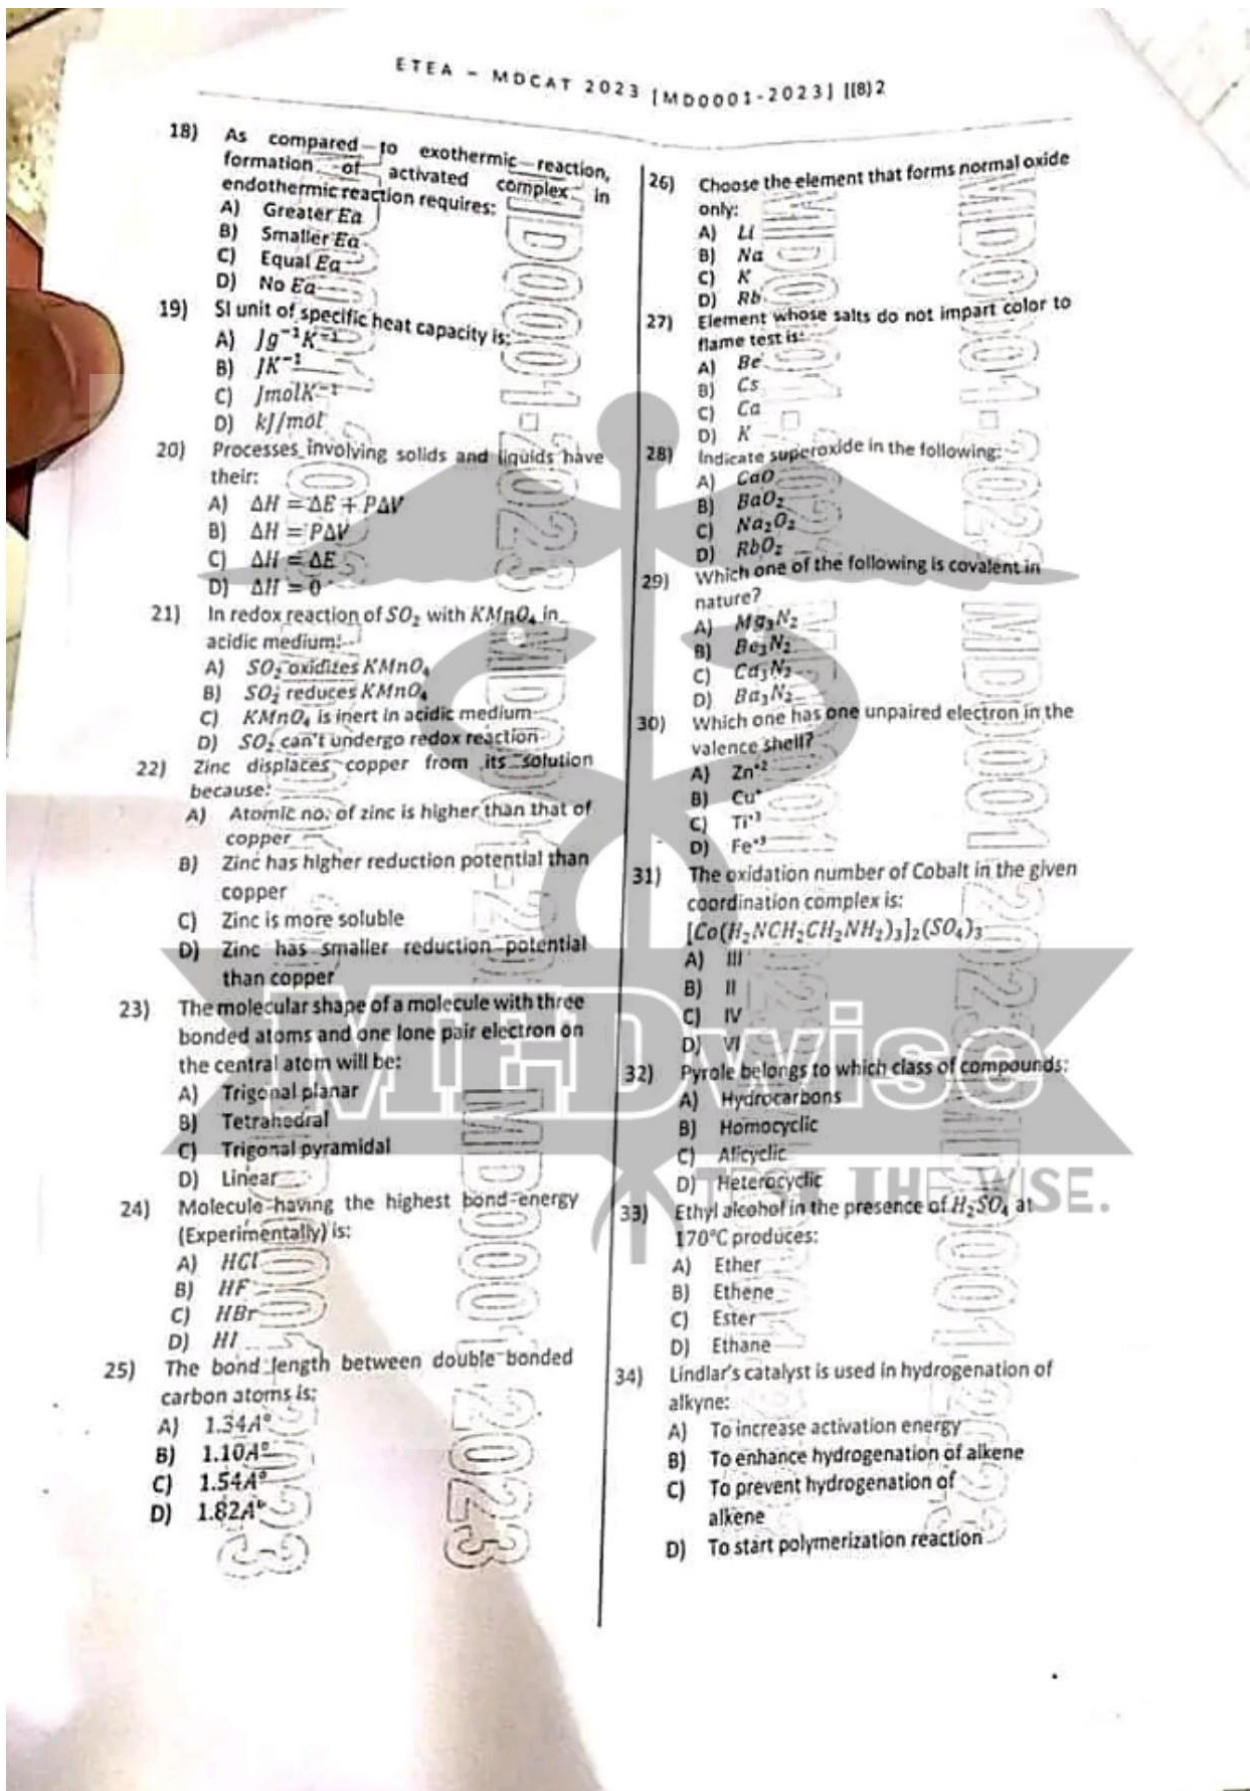 ETEA – MDCAT 2023 [MD0001-2023] |(8) 2
18) As compared to exothermic reaction,
formation of activated complex in
endothermic reaction requires:
A) Greater Ea
B) Smaller Ea
C) Equal Ea
D) No Ea
19) SI unit of specific heat capacity is:
A) Jg⁻¹K⁻¹
B) JK⁻¹
C) JmolK⁻¹
D) kJ/mol
20) Processes involving solids and liquids have
their:
A) ΔH = ΔE + PΔV
B) ΔH = PΔV
C) ΔH = ΔE
D) ΔH = 0
21) In redox reaction of SO₂ with KMnO₄ in
acidic medium:
A) SO₂ oxidizes KMnO₄
B) SO₂ reduces KMnO₄
C) KMnO₄ is inert in acidic medium
D) SO₂ can't undergo redox reaction
22) Zinc displaces copper from its solution
because:
A) Atomic no. of zinc is higher than that of
copper
B) Zinc has higher reduction potential than
copper
C) Zinc is more soluble
D) Zinc has smaller reduction potential
than copper
23) The molecular shape of a molecule with three
bonded atoms and one lone pair electron on
the central atom will be:
A) Trigonal planar
B) Tetrahedral
C) Trigonal pyramidal
D) Linear
24) Molecule having the highest bond energy
(Experimentally) is:
A) HCl
B) HF
C) HBr
D) HI
25) The bond length between double bonded
carbon atoms is:
A) 1.34A°
B) 1.10A°
C) 1.54A°
D) 1.82A°
26) Choose the element that forms normal oxide
only:
A) Li
B) Na
C) K
D) Rb
27) Element whose salts do not impart color to
flame test is:
A) Be
B) Cs
C) Ca
D) K
28) Indicate superoxide in the following:
A) CaO
B) BaO₂
C) Na₂O₂
D) RbO₂
29) Which one of the following is covalent in
nature?
A) Mg₃N₂
B) Be₃N₂
C) Ca₃N₂
D) Ba₃N₂
30) Which one has one unpaired electron in the
valence shell?
A) Zn⁺²
B) Cu⁺
C) Ti⁺³
D) Fe⁺³
31) The oxidation number of Cobalt in the given
coordination complex is:
[Co(H₂NCH₂CH₂NH₂)₃]₂(SO₄)₃
A) III
B) II
C) IV
D) VI
32) Pyrole belongs to which class of compounds:
A) Hydrocarbons
B) Homocyclic
C) Alicyclic
D) Heterocyclic
33) Ethyl alcohol in the presence of H₂SO₄ at
170°C produces:
A) Ether
B) Ethene
C) Ester
D) Ethane
34) Lindlar's catalyst is used in hydrogenation of
alkyne:
A) To increase activation energy
B) To enhance hydrogenation of alkene
C) To prevent hydrogenation of
alkene
D) To start polymerization reaction
MD0001-2023
MD0001-2023
MD0001-2023
MD0001-2023
MD0001-2023
MD0001-2023
MD0001-2023
MD0001-2023
MEDwise
TEST THE WISE.